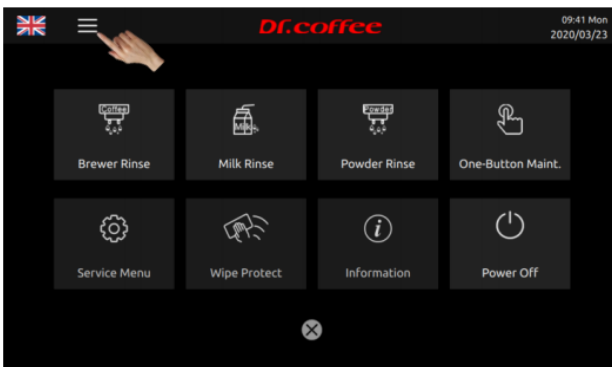 Dr.coffee
09:41 Mon
2020/03/23
Coffee
Milk
Powder
Brewer Rinse
Milk Rinse
Powder Rinse
One-Button Maint.
i
Service Menu
Wipe Protect
Information
Power Off